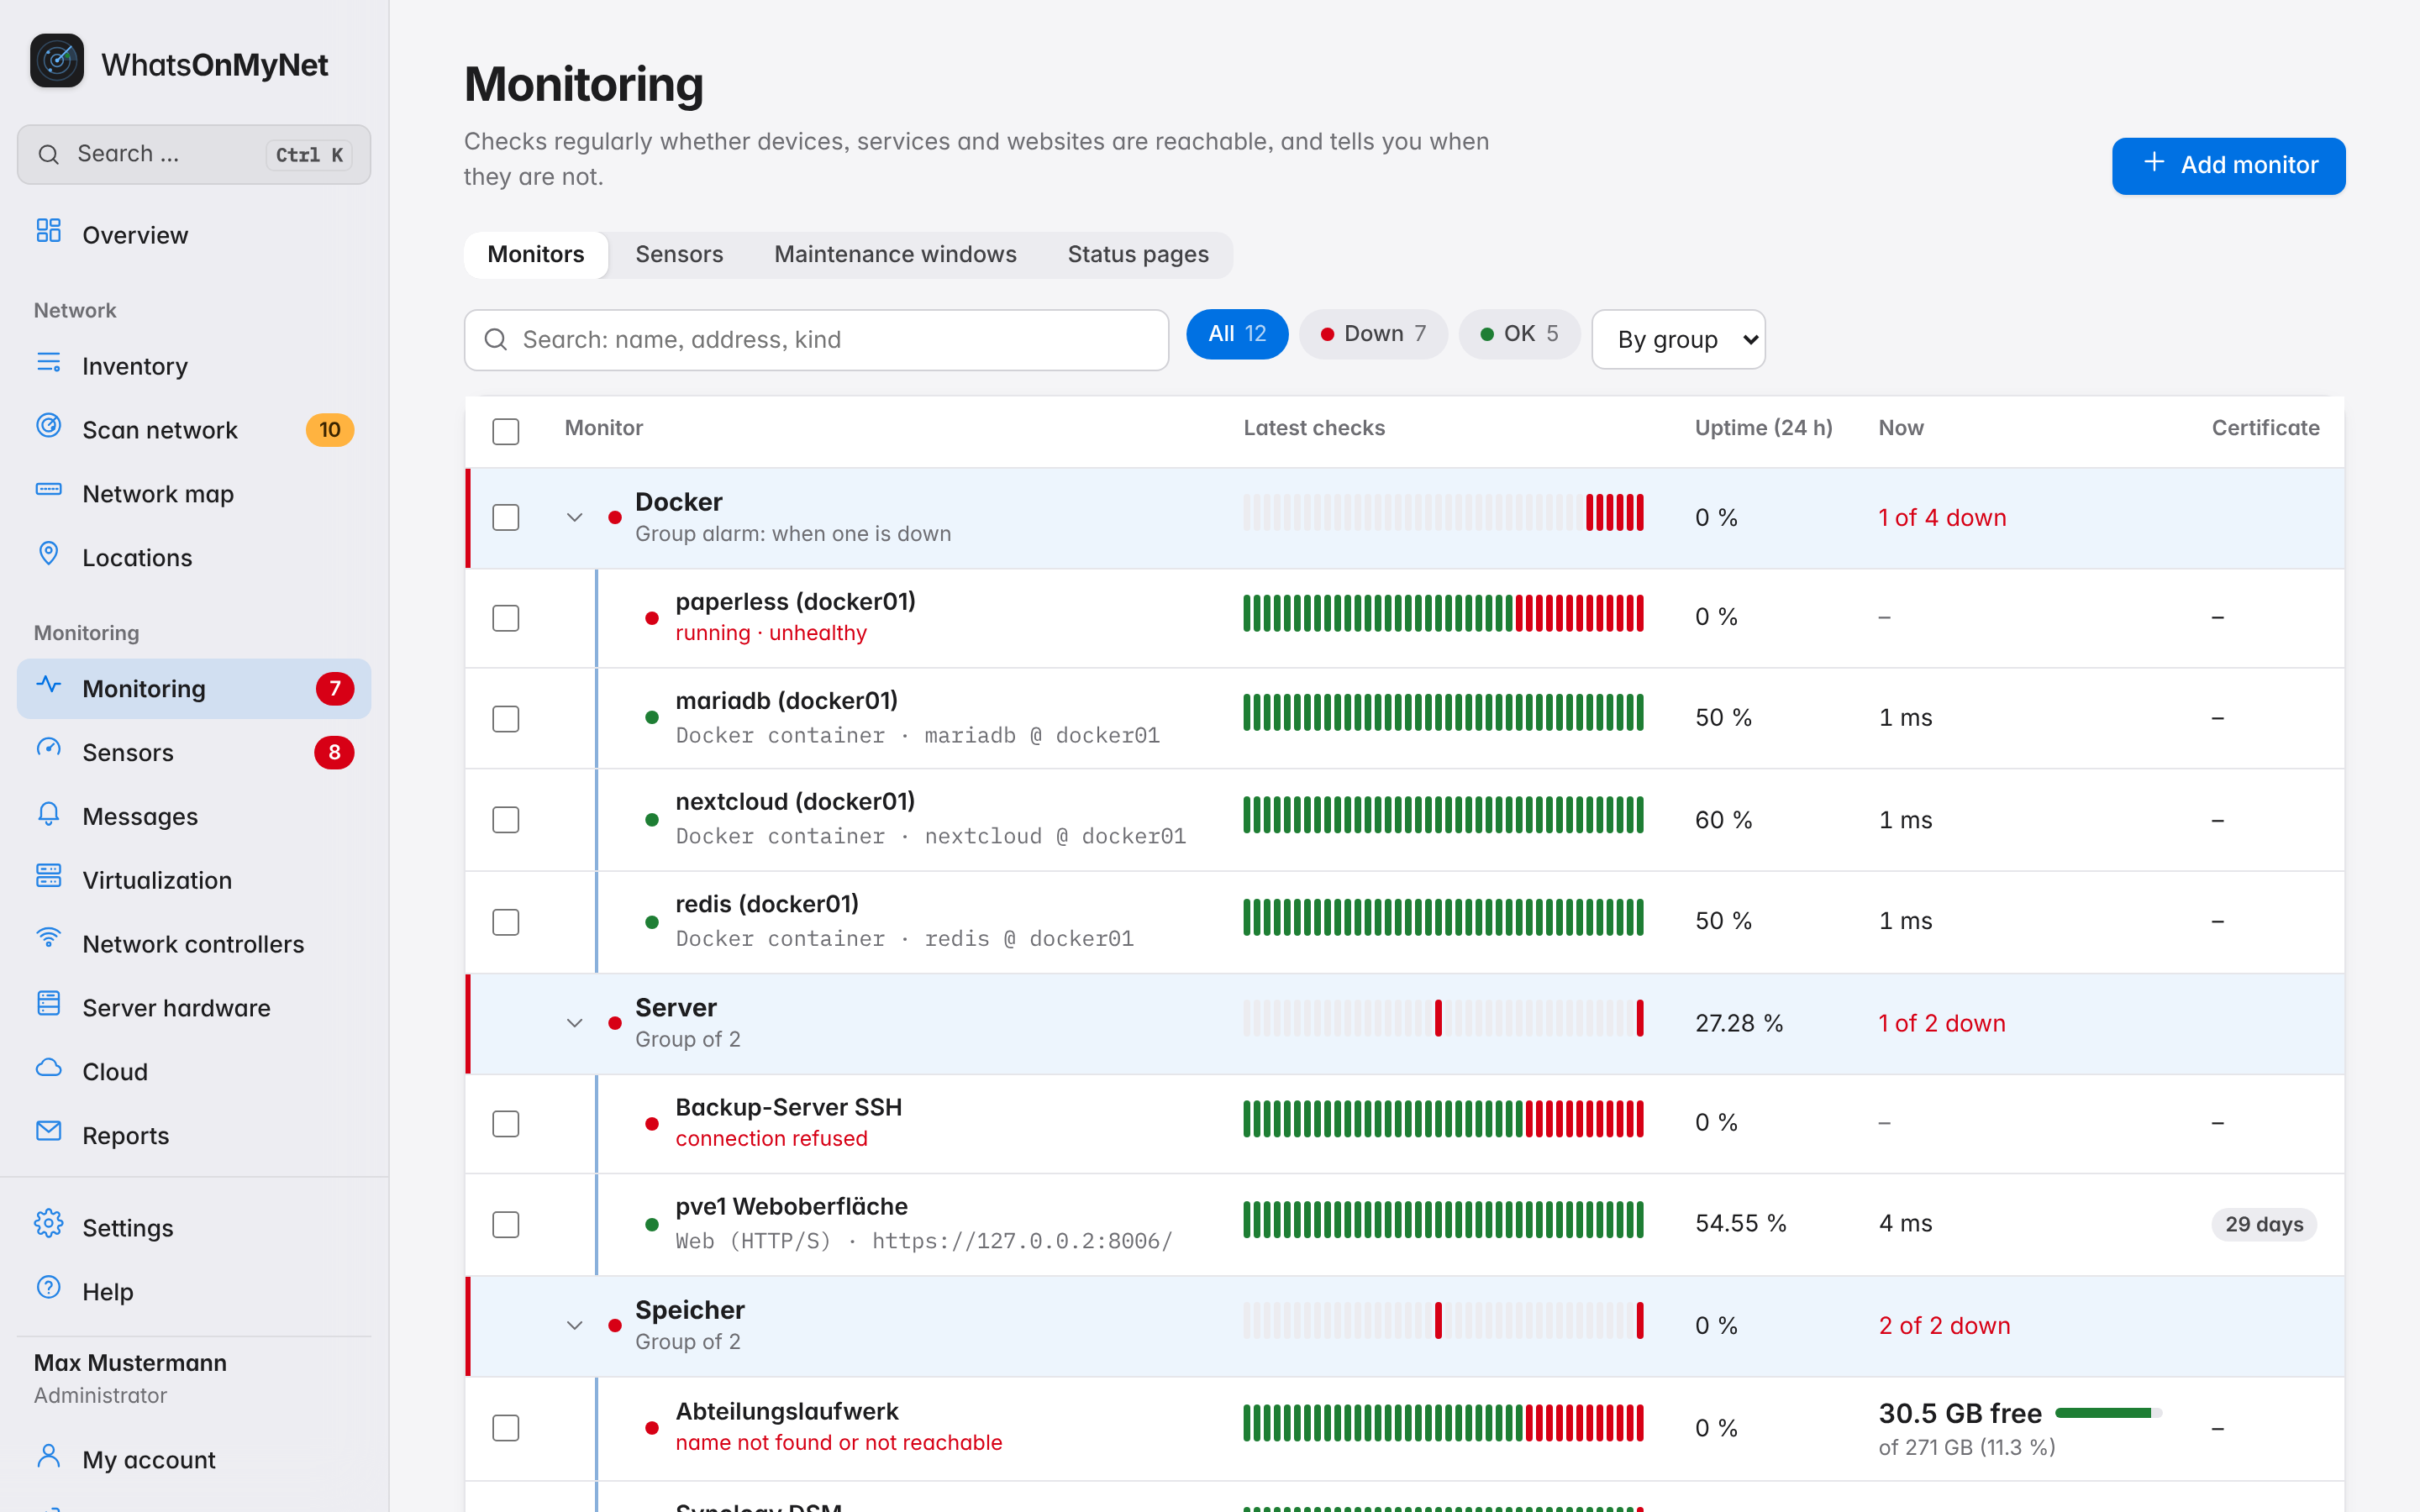 WhatsOnMyNet
Search ... Ctrl K
Overview
Network
Inventory
Scan network 10
Network map
Locations
Monitoring
Monitoring 7
Sensors 8
Messages
Virtualization
Network controllers
Server hardware
Cloud
Reports
Settings
Help
Max Mustermann
Administrator
My account
Monitoring
Checks regularly whether devices, services and websites are reachable, and tells you when
they are not.
Add monitor
Monitors Sensors Maintenance windows Status pages
Search: name, address, kind
All 12 Down 7 OK 5 By group
Monitor Latest checks Uptime (24 h) Now Certificate
Docker
Group alarm: when one is down
0 % 1 of 4 down
paperless (docker01)
running · unhealthy
0 % – –
mariadb (docker01)
Docker container · mariadb @ docker01
50 % 1 ms –
nextcloud (docker01)
Docker container · nextcloud @ docker01
60 % 1 ms –
redis (docker01)
Docker container · redis @ docker01
50 % 1 ms –
Server
Group of 2
27.28 % 1 of 2 down
Backup-Server SSH
connection refused
0 % – –
pve1 Weboberfläche
Web (HTTP/S) · https://127.0.0.2:8006/
54.55 % 4 ms 29 days
Speicher
Group of 2
0 % 2 of 2 down
Abteilungslaufwerk
name not found or not reachable
0 % 30.5 GB free –
of 271 GB (11.3 %)
Synology DSM